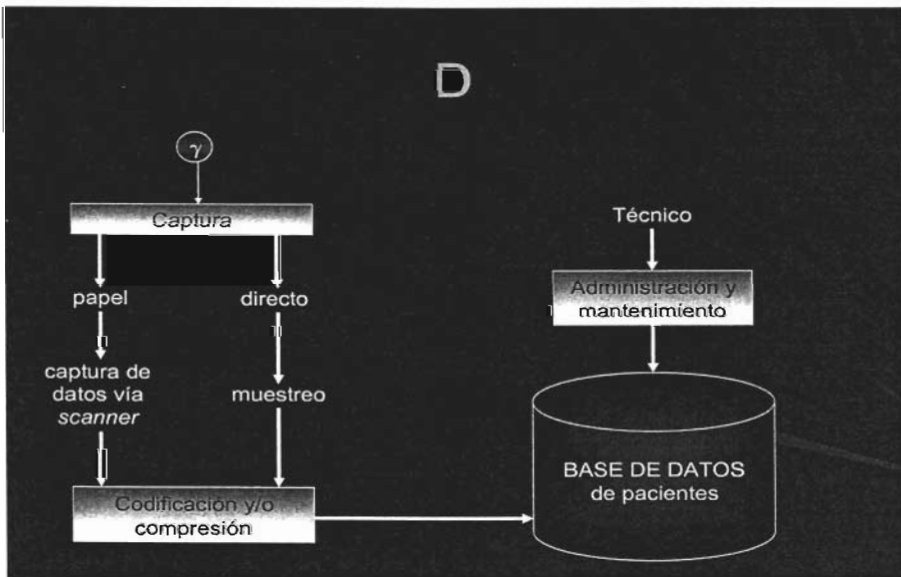 D
γ
Captura
papel
directo
captura de
datos vía
scanner
muestreo
Codificación y/o
compresión
Técnico
Administración y
mantenimiento
BASE DE DATOS
de pacientes